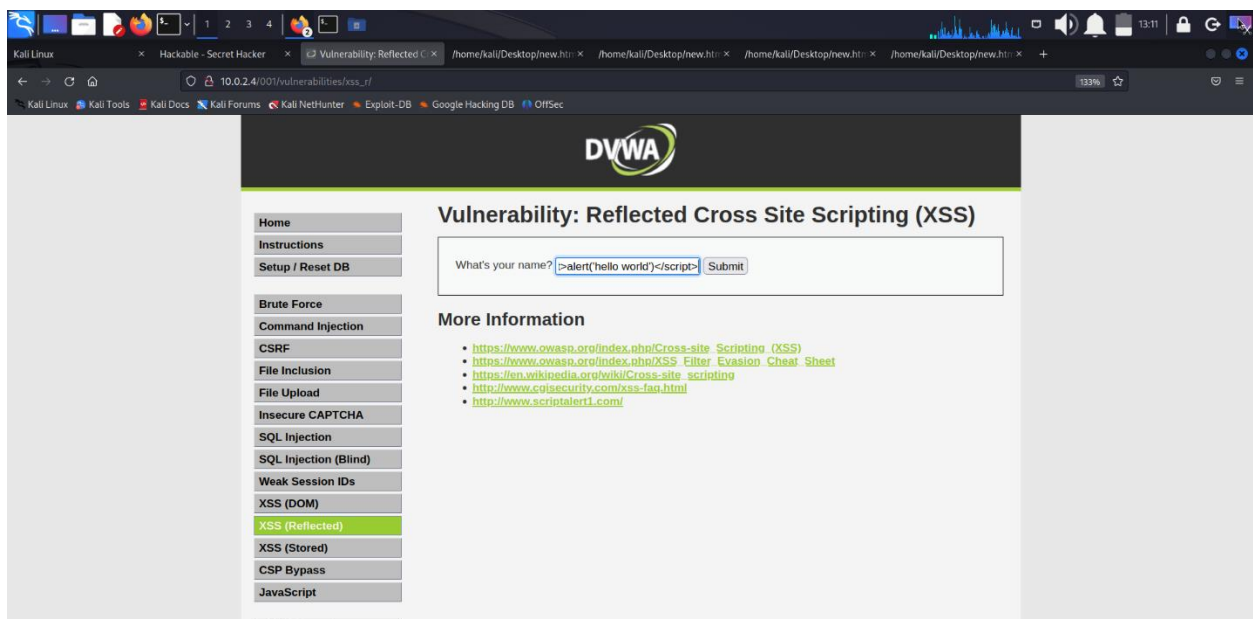 1 2 3 4 13:11
Kali Linux Hackable - Secret Hacker Vulnerability: Reflected C /home/kali/Desktop/new.htm /home/kali/Desktop/new.htm /home/kali/Desktop/new.htm /home/kali/Desktop/new.htm
10.0.2.4/001/vulnerabilities/xss_r/ 133%
Kali Linux Kali Tools Kali Docs Kali Forums Kali NetHunter Exploit-DB Google Hacking DB OffSec
DVWA
Vulnerability: Reflected Cross Site Scripting (XSS)
What's your name? >alert('hello world')</script> Submit
More Information
https://www.owasp.org/index.php/Cross-site_Scripting_(XSS)
https://www.owasp.org/index.php/XSS_Filter_Evasion_Cheat_Sheet
https://en.wikipedia.org/wiki/Cross-site_scripting
http://www.cgisecurity.com/xss-faq.html
http://www.scriptalert1.com/
Home
Instructions
Setup / Reset DB
Brute Force
Command Injection
CSRF
File Inclusion
File Upload
Insecure CAPTCHA
SQL Injection
SQL Injection (Blind)
Weak Session IDs
XSS (DOM)
XSS (Reflected)
XSS (Stored)
CSP Bypass
JavaScript